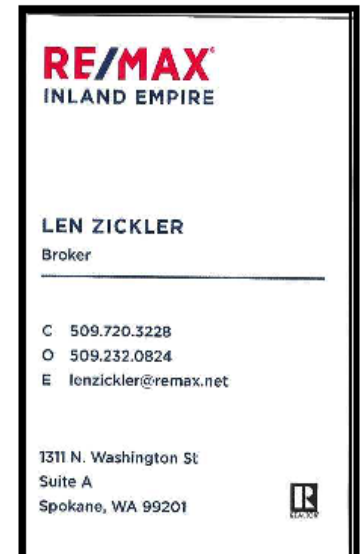 RE/MAX®
INLAND EMPIRE
LEN ZICKLER
Broker
C 509.720.3228
O 509.232.0824
E lenzickler@remax.net
1311 N. Washington St
Suite A
Spokane, WA 99201
R
REALTOR